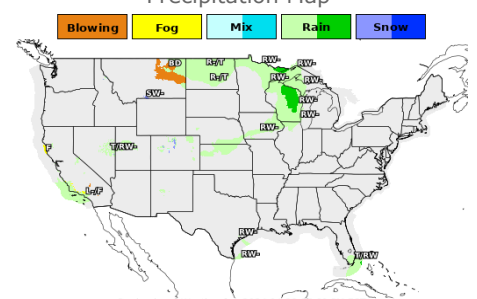 Precipitation Map
Blowing Fog Mix Rain Snow
BD R-/T RW- RW-
R-/T RW- RW-
SW- RW-
RW-
RW-
F T/RW-
L-/F
RW-
RW- T/RW